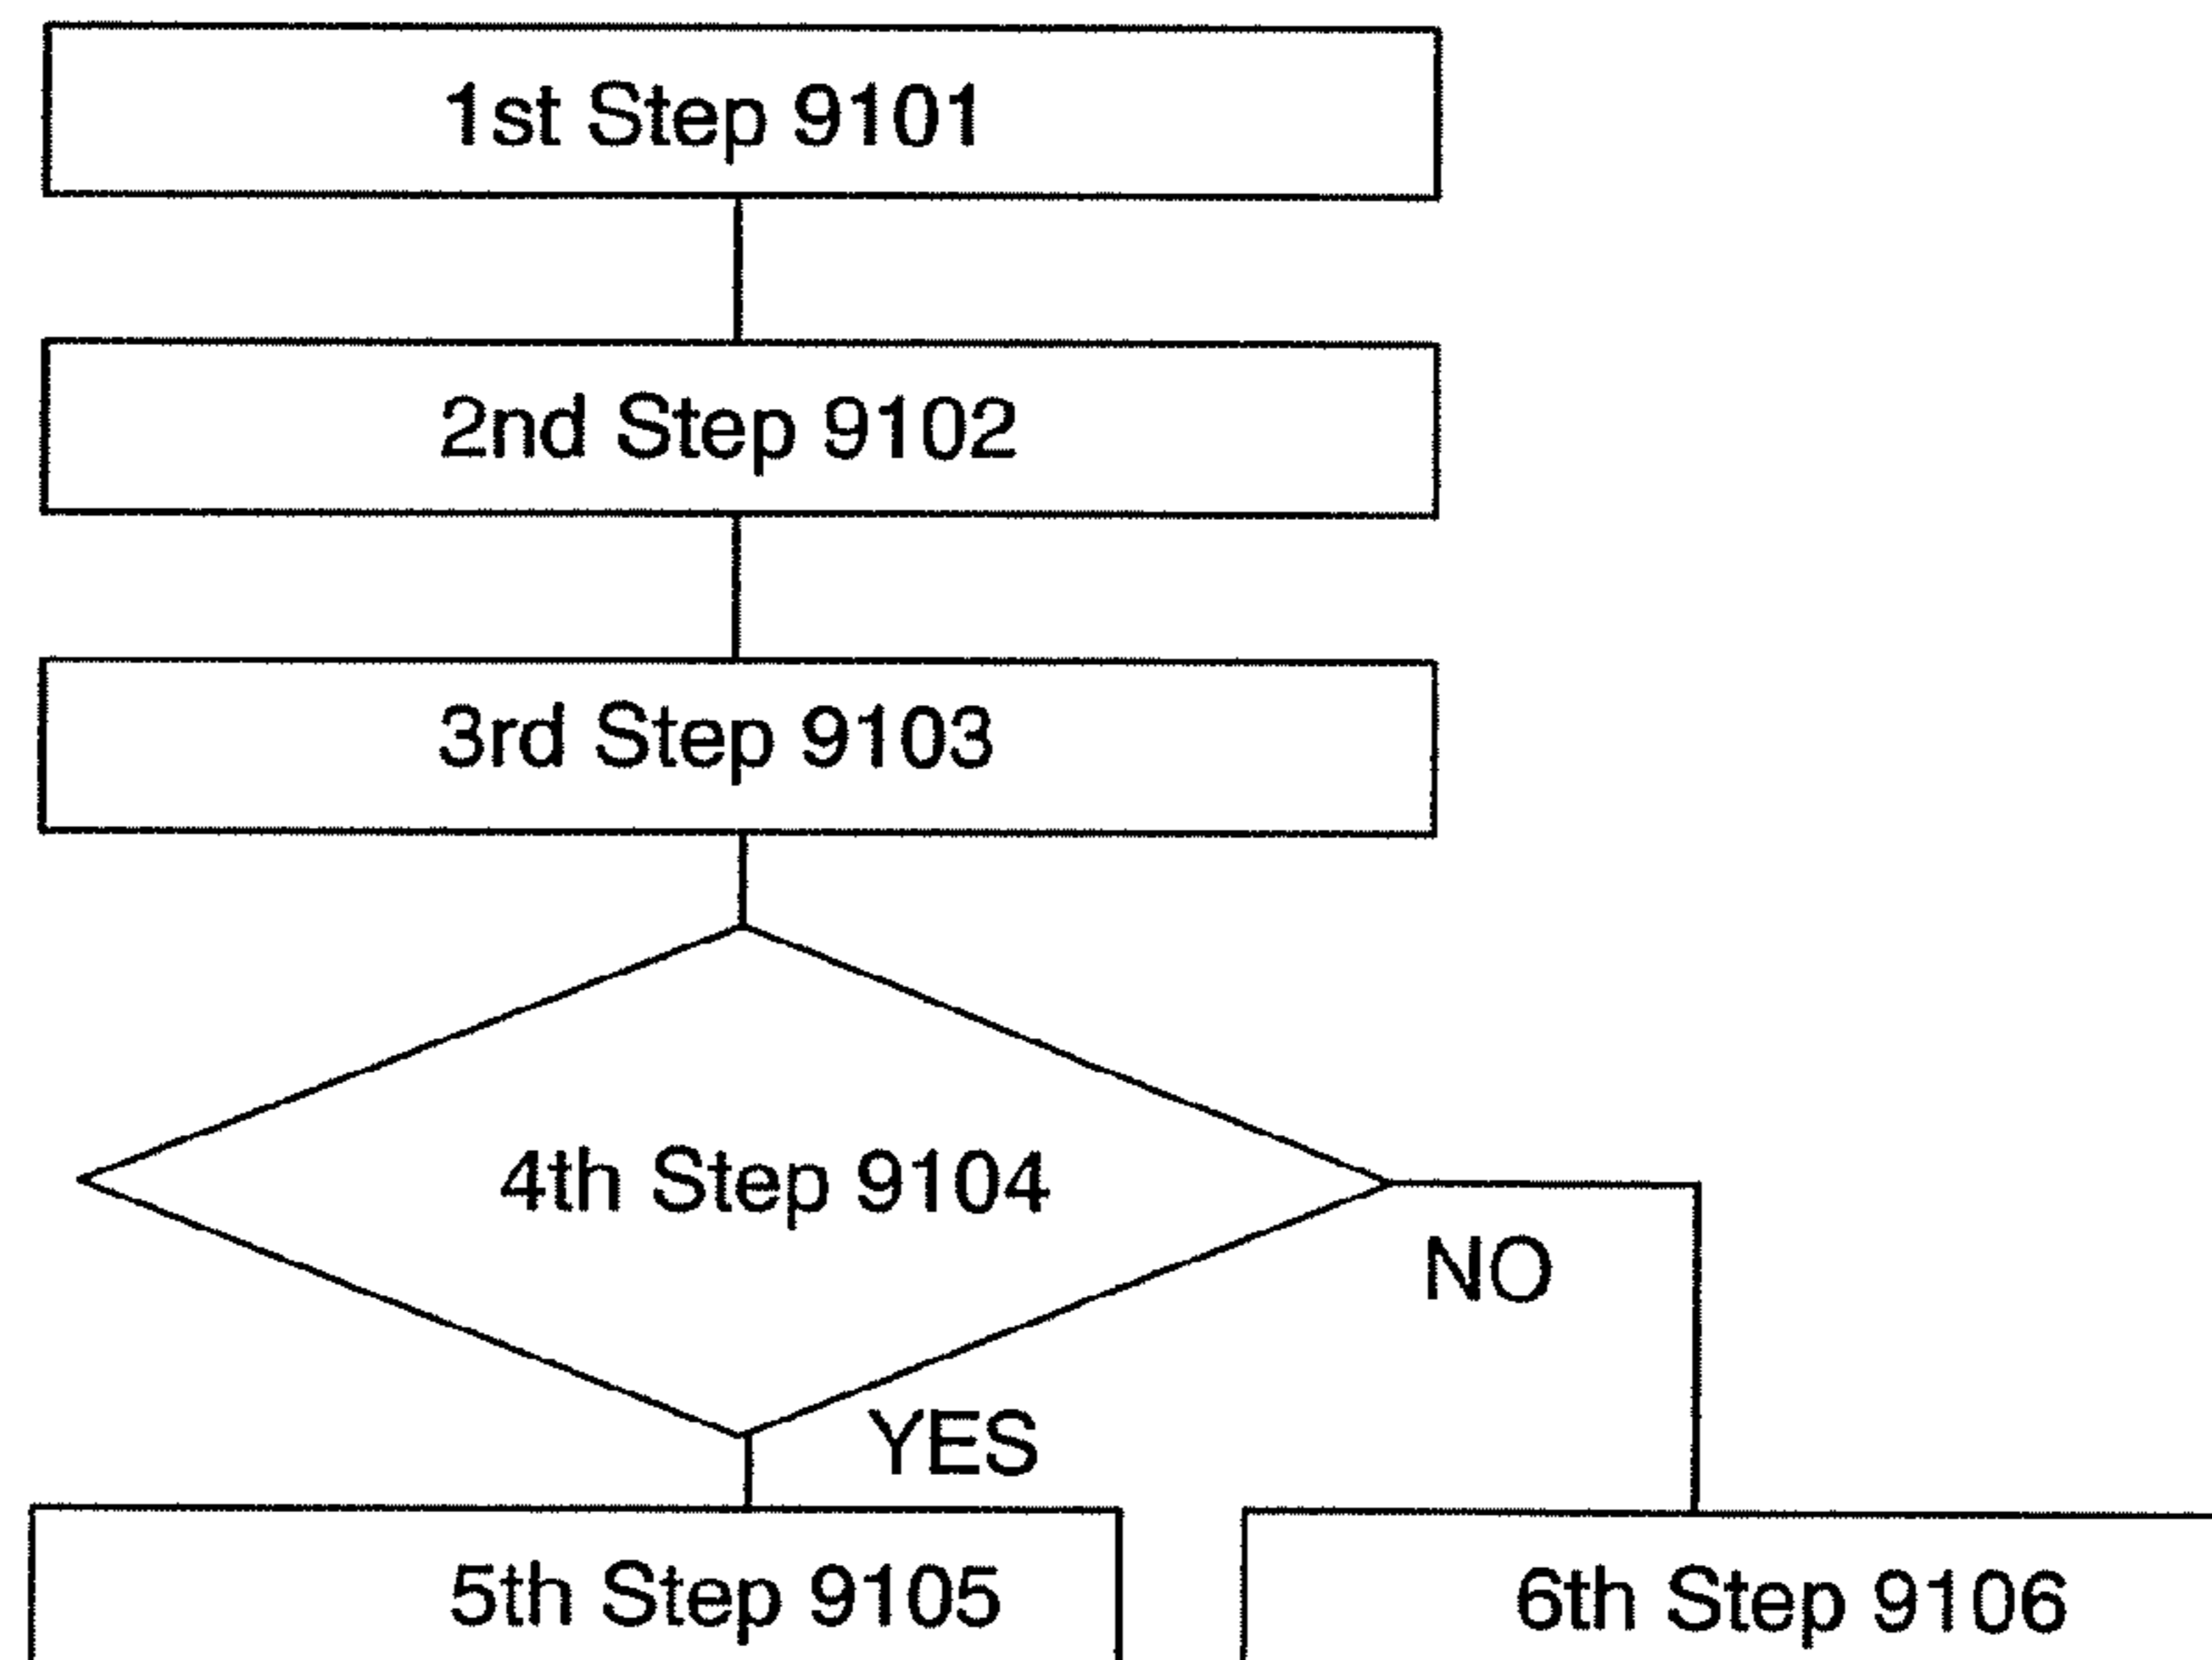 1st Step 9101
2nd Step 9102
3rd Step 9103
4th Step 9104
NO
YES
5th Step 9105
6th Step 9106